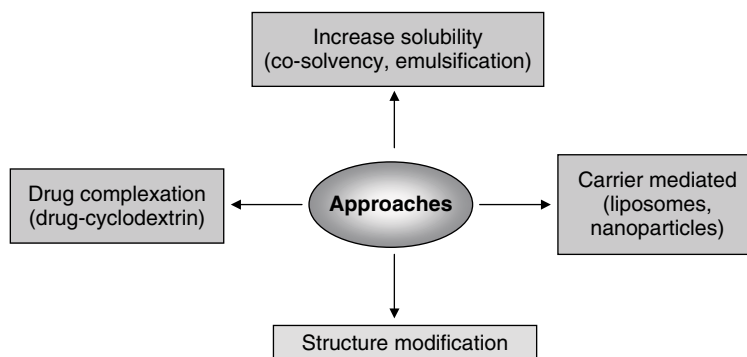 Increase solubility
(co-solvency, emulsification)
Drug complexation
(drug-cyclodextrin)
Approaches
Carrier mediated
(liposomes,
nanoparticles)
Structure modification